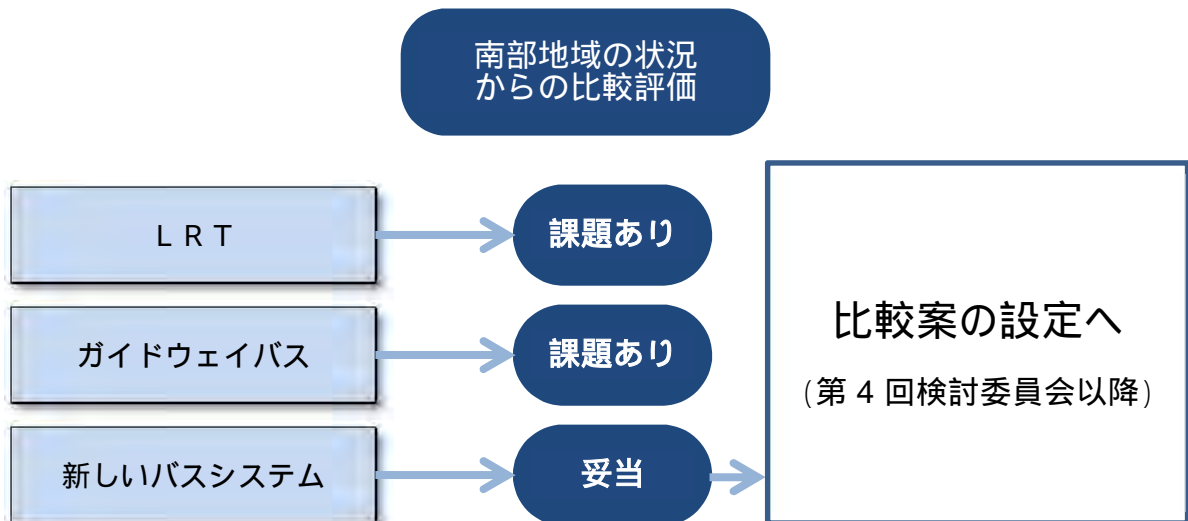 南部地域の状況
からの比較評価
LRT
課題あり
ガイドウェイバス
課題あり
新しいバスシステム
妥当
比較案の設定へ
(第4回検討委員会以降)